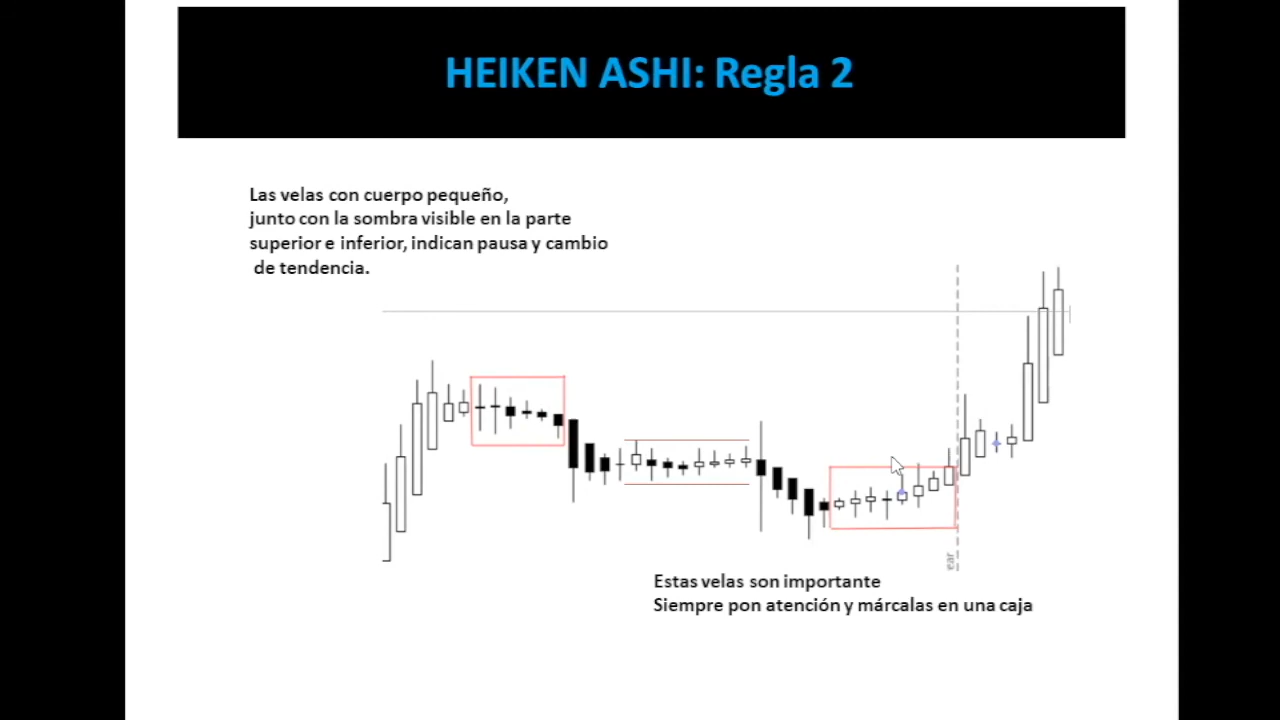 HEIKEN ASHI: Regla 2
Las velas con cuerpo pequeño,
junto con la sombra visible en la parte
superior e inferior, indican pausa y cambio
de tendencia.
ear
Estas velas son importante
Siempre pon atención y márcalas en una caja